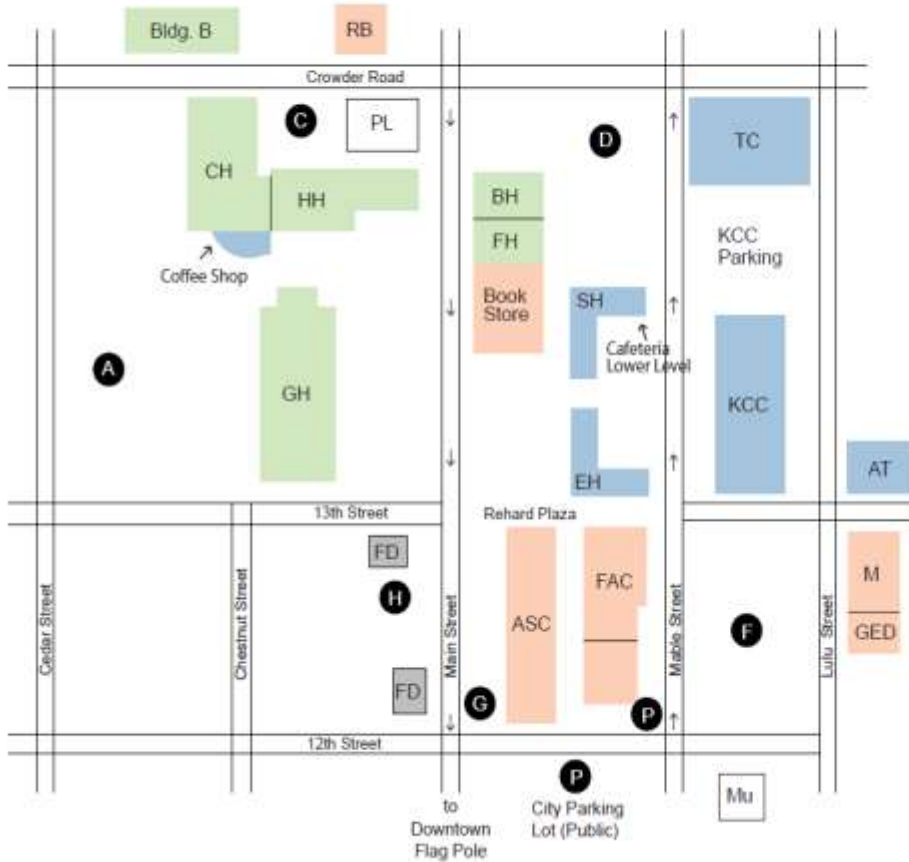 Bldg. B
RB
Crowder Road
C
PL
D
TC
CH
HH
BH
FH
KCC
Parking
Coffee Shop
Book
Store
SH
Cafeteria
Lower Level
A
GH
KCC
EH
AT
13th Street
Rehard Plaza
FD
H
ASC
FAC
F
M
GED
Cedar Street
Chestnut Street
Main Street
Mable Street
Lulu Street
FD
G
P
12th Street
P
Mu
to
Downtown
Flag Pole
City Parking
Lot (Public)